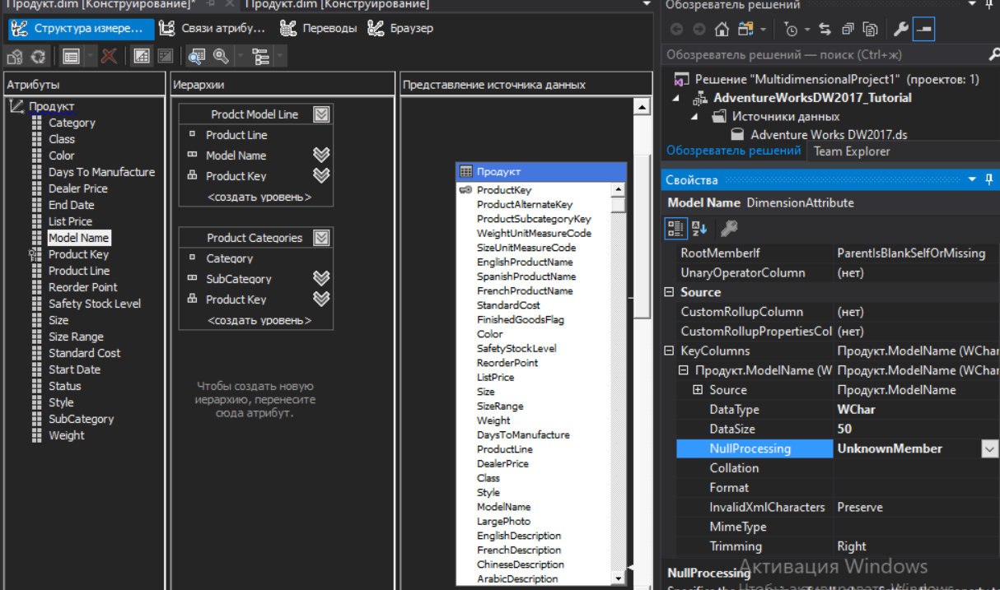 Продукт.dim [Конструирование]*
Продукт.dim [Конструирование]
Структура измере...
Связи атрибу...
Переводы
Браузер
Атрибуты
Продукт
Category
Class
Color
Days To Manufacture
Dealer Price
End Date
List Price
Model Name
Product Key
Product Line
Reorder Point
Safety Stock Level
Size
Size Range
Standard Cost
Start Date
Status
Style
SubCategory
Weight
Иерархии
Prodct Model Line
Product Line
Model Name
Product Key
<создать уровень>
Product Categories
Category
SubCategory
Product Key
<создать уровень>
Чтобы создать новую
иерархию, перенесите
сюда атрибут.
Представление источника данных
Продукт
ProductKey
ProductAlternateKey
ProductSubcategoryKey
WeightUnitMeasureCode
SizeUnitMeasureCode
EnglishProductName
SpanishProductName
FrenchProductName
StandardCost
FinishedGoodsFlag
Color
SafetyStockLevel
ReorderPoint
ListPrice
Size
SizeRange
Weight
DaysToManufacture
ProductLine
DealerPrice
Class
Style
ModelName
LargePhoto
EnglishDescription
FrenchDescription
ChineseDescription
ArabicDescription
Обозреватель решений
Обозреватель решений — поиск (Ctrl+ж)
Решение "MultidimensionalProject1" (проектов: 1)
AdventureWorksDW2017_Tutorial
Источники данных
Adventure Works DW2017.ds
Обозреватель решений Team Explorer
Свойства
Model Name DimensionAttribute
RootMemberIf ParentIsBlankSelfOrMissing
UnaryOperatorColumn (нет)
Source
CustomRollupColumn (нет)
CustomRollupPropertiesCol (нет)
KeyColumns Продукт.ModelName (WChar
Продукт.ModelName (W Продукт.ModelName (WChar
Source Продукт.ModelName
DataType WChar
DataSize 50
NullProcessing UnknownMember
Collation
Format
InvalidXmlCharacters Preserve
MimeType
Trimming Right
Активация Windows
NullProcessing